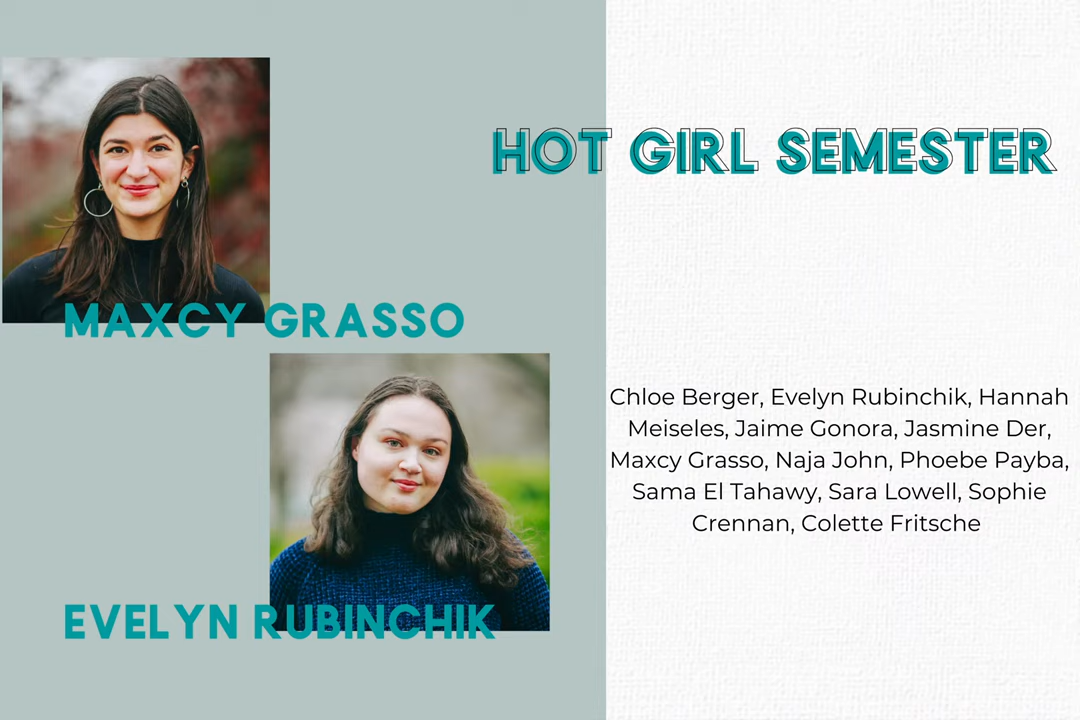 HOT GIRL SEMESTER
MAXCY GRASSO
EVELYN RUBINCHIK
Chloe Berger, Evelyn Rubinchik, Hannah
Meiseles, Jaime Gonora, Jasmine Der,
Maxcy Grasso, Naja John, Phoebe Payba,
Sama El Tahawy, Sara Lowell, Sophie
Crennan, Colette Fritsche